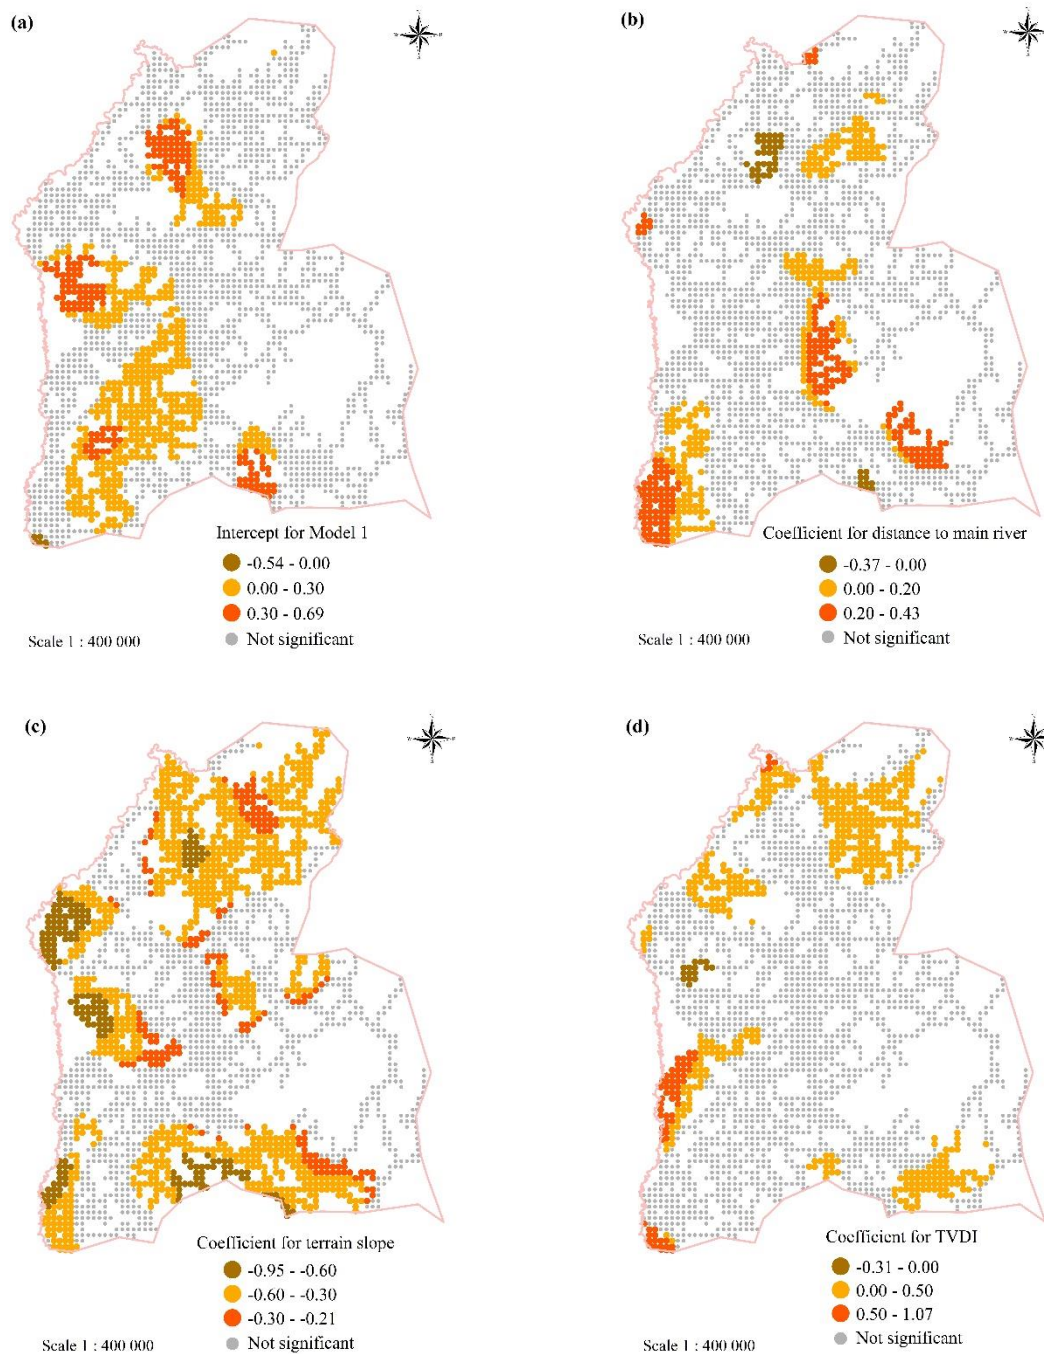 (a)
Intercept for Model 1
-0.54 - 0.00
0.00 - 0.30
0.30 - 0.69
Not significant
Scale 1 : 400 000
(b)
Coefficient for distance to main river
-0.37 - 0.00
0.00 - 0.20
0.20 - 0.43
Not significant
Scale 1 : 400 000
(c)
Coefficient for terrain slope
-0.95 - -0.60
-0.60 - -0.30
-0.30 - -0.21
Not significant
Scale 1 : 400 000
(d)
Coefficient for TVDI
-0.31 - 0.00
0.00 - 0.50
0.50 - 1.07
Not significant
Scale 1 : 400 000